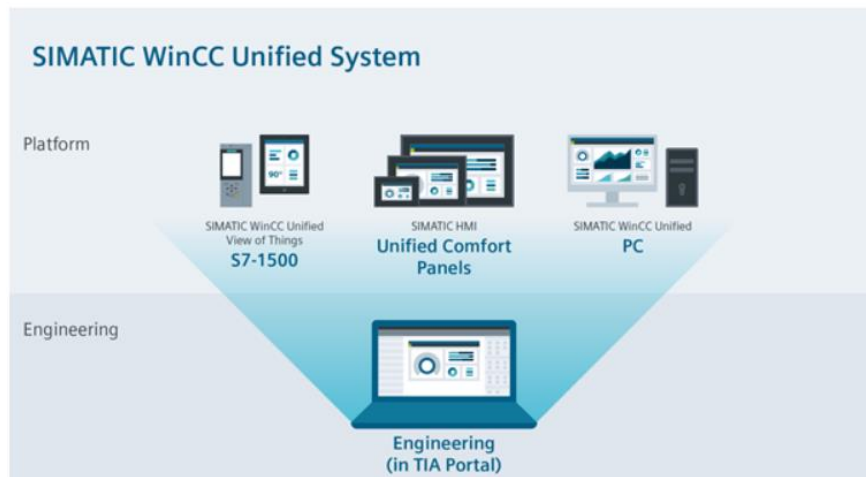 SIMATIC WinCC Unified System
Platform
90°
SIMATIC WinCC Unified
View of Things
S7-1500
SIMATIC HMI
Unified Comfort
Panels
SIMATIC WinCC Unified
PC
Engineering
Engineering
(in TIA Portal)